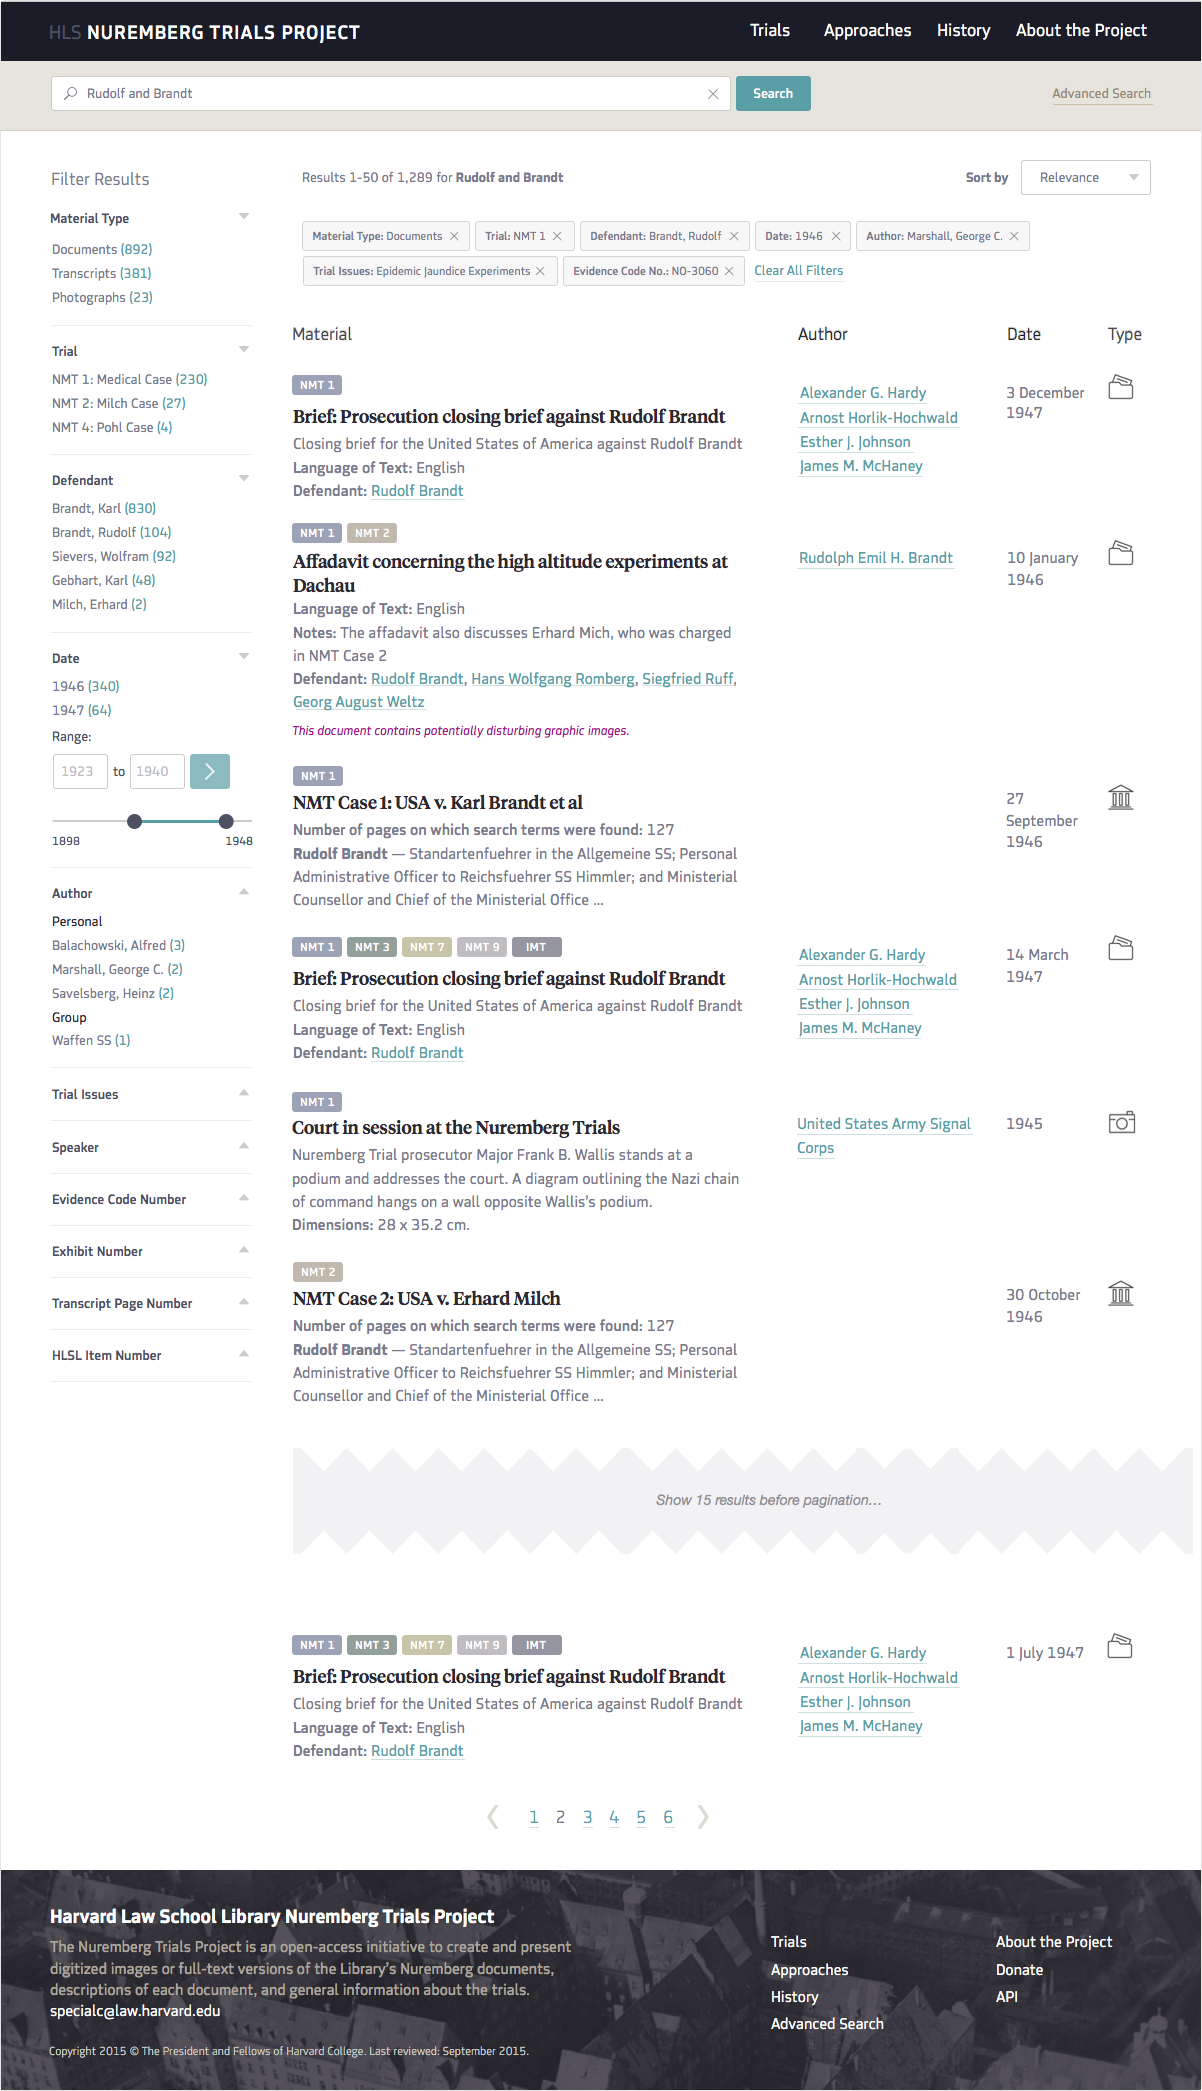 HLS NUREMBERG TRIALS PROJECT
Trials Approaches History About the Project
Rudolf and Brandt
Search
Advanced Search
Filter Results
Material Type
Documents (892)
Transcripts (381)
Photographs (23)
Trial
NMT 1: Medical Case (230)
NMT 2: Milch Case (27)
NMT 4: Pohl Case (4)
Defendant
Brandt, Karl (830)
Brandt, Rudolf (104)
Sievers, Wolfram (92)
Gebhart, Karl (48)
Milch, Erhard (2)
Date
1946 (340)
1947 (64)
Range:
1923 to 1940
1898 1948
Author
Personal
Balachowski, Alfred (3)
Marshall, George C. (2)
Savelsberg, Heinz (2)
Group
Waffen SS (1)
Trial Issues
Speaker
Evidence Code Number
Exhibit Number
Transcript Page Number
HLSL Item Number
Results 1-50 of 1,289 for Rudolf and Brandt
Sort by Relevance
Material Type: Documents Trial: NMT 1 Defendant: Brandt, Rudolf Date: 1946 Author: Marshall, George C.
Trial Issues: Epidemic Jaundice Experiments Evidence Code No.: NO-3060 Clear All Filters
Material Author Date Type
NMT 1
Brief: Prosecution closing brief against Rudolf Brandt
Closing brief for the United States of America against Rudolf Brandt
Language of Text: English
Defendant: Rudolf Brandt
Alexander G. Hardy
Arnost Horlik-Hochwald
Esther J. Johnson
James M. McHaney
3 December
1947
NMT 1 NMT 2
Affadavit concerning the high altitude experiments at
Dachau
Language of Text: English
Notes: The affadavit also discusses Erhard Mich, who was charged
in NMT Case 2
Defendant: Rudolf Brandt, Hans Wolfgang Romberg, Siegfried Ruff,
Georg August Weltz
This document contains potentially disturbing graphic images.
Rudolph Emil H. Brandt
10 January
1946
NMT 1
NMT Case 1: USA v. Karl Brandt et al
Number of pages on which search terms were found: 127
Rudolf Brandt — Standartenfuehrer in the Allgemeine SS; Personal
Administrative Officer to Reichsfuehrer SS Himmler; and Ministerial
Counsellor and Chief of the Ministerial Office ...
27
September
1946
NMT 1 NMT 3 NMT 7 NMT 9 IMT
Brief: Prosecution closing brief against Rudolf Brandt
Closing brief for the United States of America against Rudolf Brandt
Language of Text: English
Defendant: Rudolf Brandt
Alexander G. Hardy
Arnost Horlik-Hochwald
Esther J. Johnson
James M. McHaney
14 March
1947
NMT 1
Court in session at the Nuremberg Trials
Nuremberg Trial prosecutor Major Frank B. Wallis stands at a
podium and addresses the court. A diagram outlining the Nazi chain
of command hangs on a wall opposite Wallis's podium.
Dimensions: 28 x 35.2 cm.
United States Army Signal
Corps
1945
NMT 2
NMT Case 2: USA v. Erhard Milch
Number of pages on which search terms were found: 127
Rudolf Brandt — Standartenfuehrer in the Allgemeine SS; Personal
Administrative Officer to Reichsfuehrer SS Himmler; and Ministerial
Counsellor and Chief of the Ministerial Office ...
30 October
1946
Show 15 results before pagination...
NMT 1 NMT 3 NMT 7 NMT 9 IMT
Brief: Prosecution closing brief against Rudolf Brandt
Closing brief for the United States of America against Rudolf Brandt
Language of Text: English
Defendant: Rudolf Brandt
Alexander G. Hardy
Arnost Horlik-Hochwald
Esther J. Johnson
James M. McHaney
1 July 1947
1 2 3 4 5 6
Harvard Law School Library Nuremberg Trials Project
The Nuremberg Trials Project is an open-access initiative to create and present
digitized images or full-text versions of the Library's Nuremberg documents,
descriptions of each document, and general information about the trials.
specialc@law.harvard.edu
Copyright 2015 © The President and Fellows of Harvard College. Last reviewed: September 2015.
Trials
Approaches
History
Advanced Search
About the Project
Donate
API